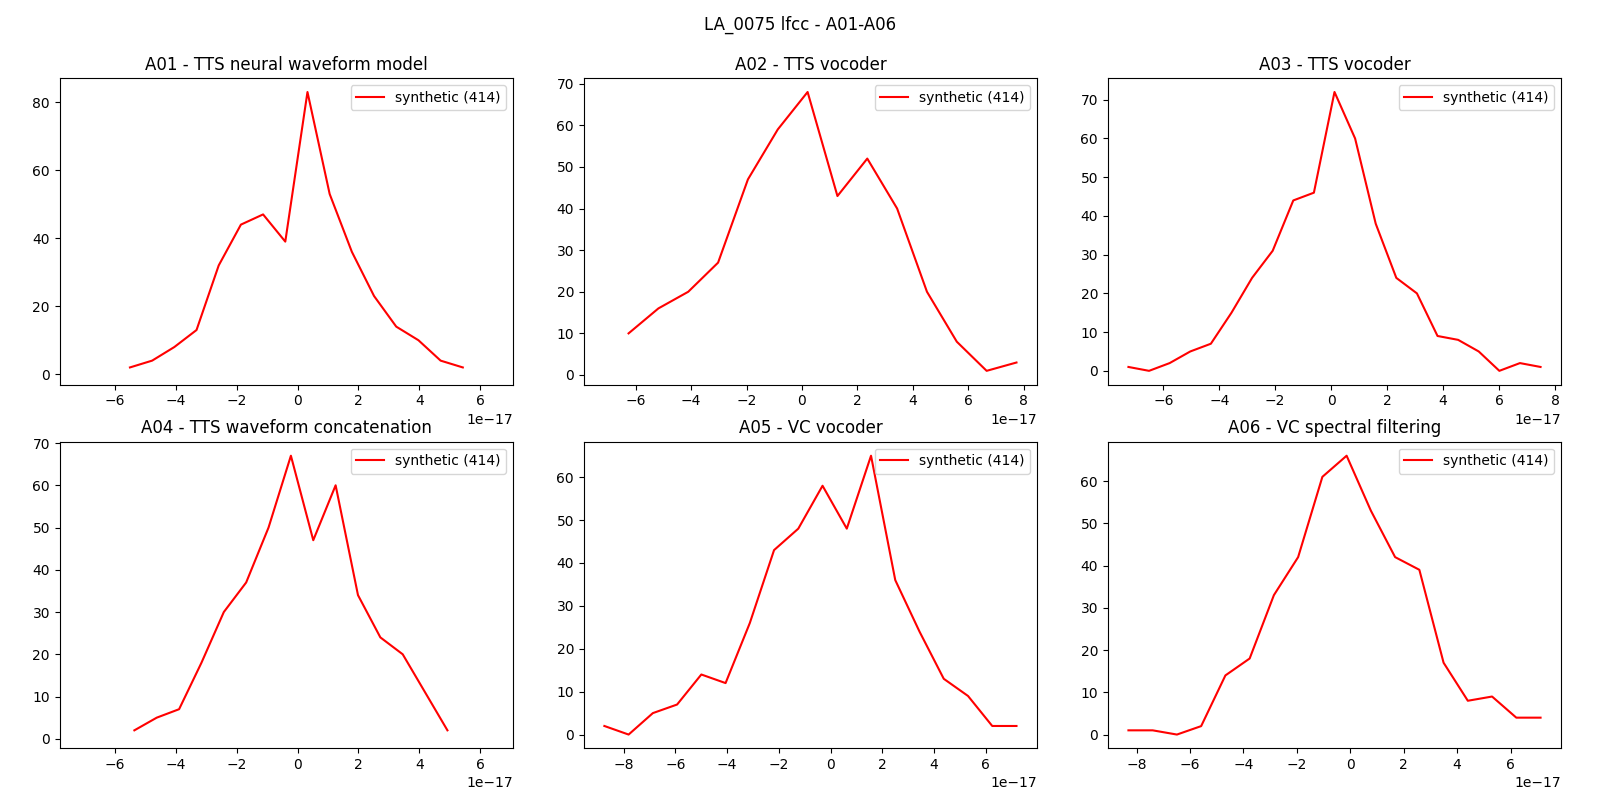 LA_0075 lfcc - A01-A06
A01 - TTS neural waveform model
synthetic (414)
80
60
40
20
0
−6 −4 −2 0 2 4 6
1e−17
A02 - TTS vocoder
synthetic (414)
70
60
50
40
30
20
10
0
−6 −4 −2 0 2 4 6 8
1e−17
A03 - TTS vocoder
synthetic (414)
70
60
50
40
30
20
10
0
−6 −4 −2 0 2 4 6 8
1e−17
A04 - TTS waveform concatenation
synthetic (414)
70
60
50
40
30
20
10
0
−6 −4 −2 0 2 4 6
1e−17
A05 - VC vocoder
synthetic (414)
60
50
40
30
20
10
0
−8 −6 −4 −2 0 2 4 6
1e−17
A06 - VC spectral filtering
synthetic (414)
60
50
40
30
20
10
0
−8 −6 −4 −2 0 2 4 6
1e−17